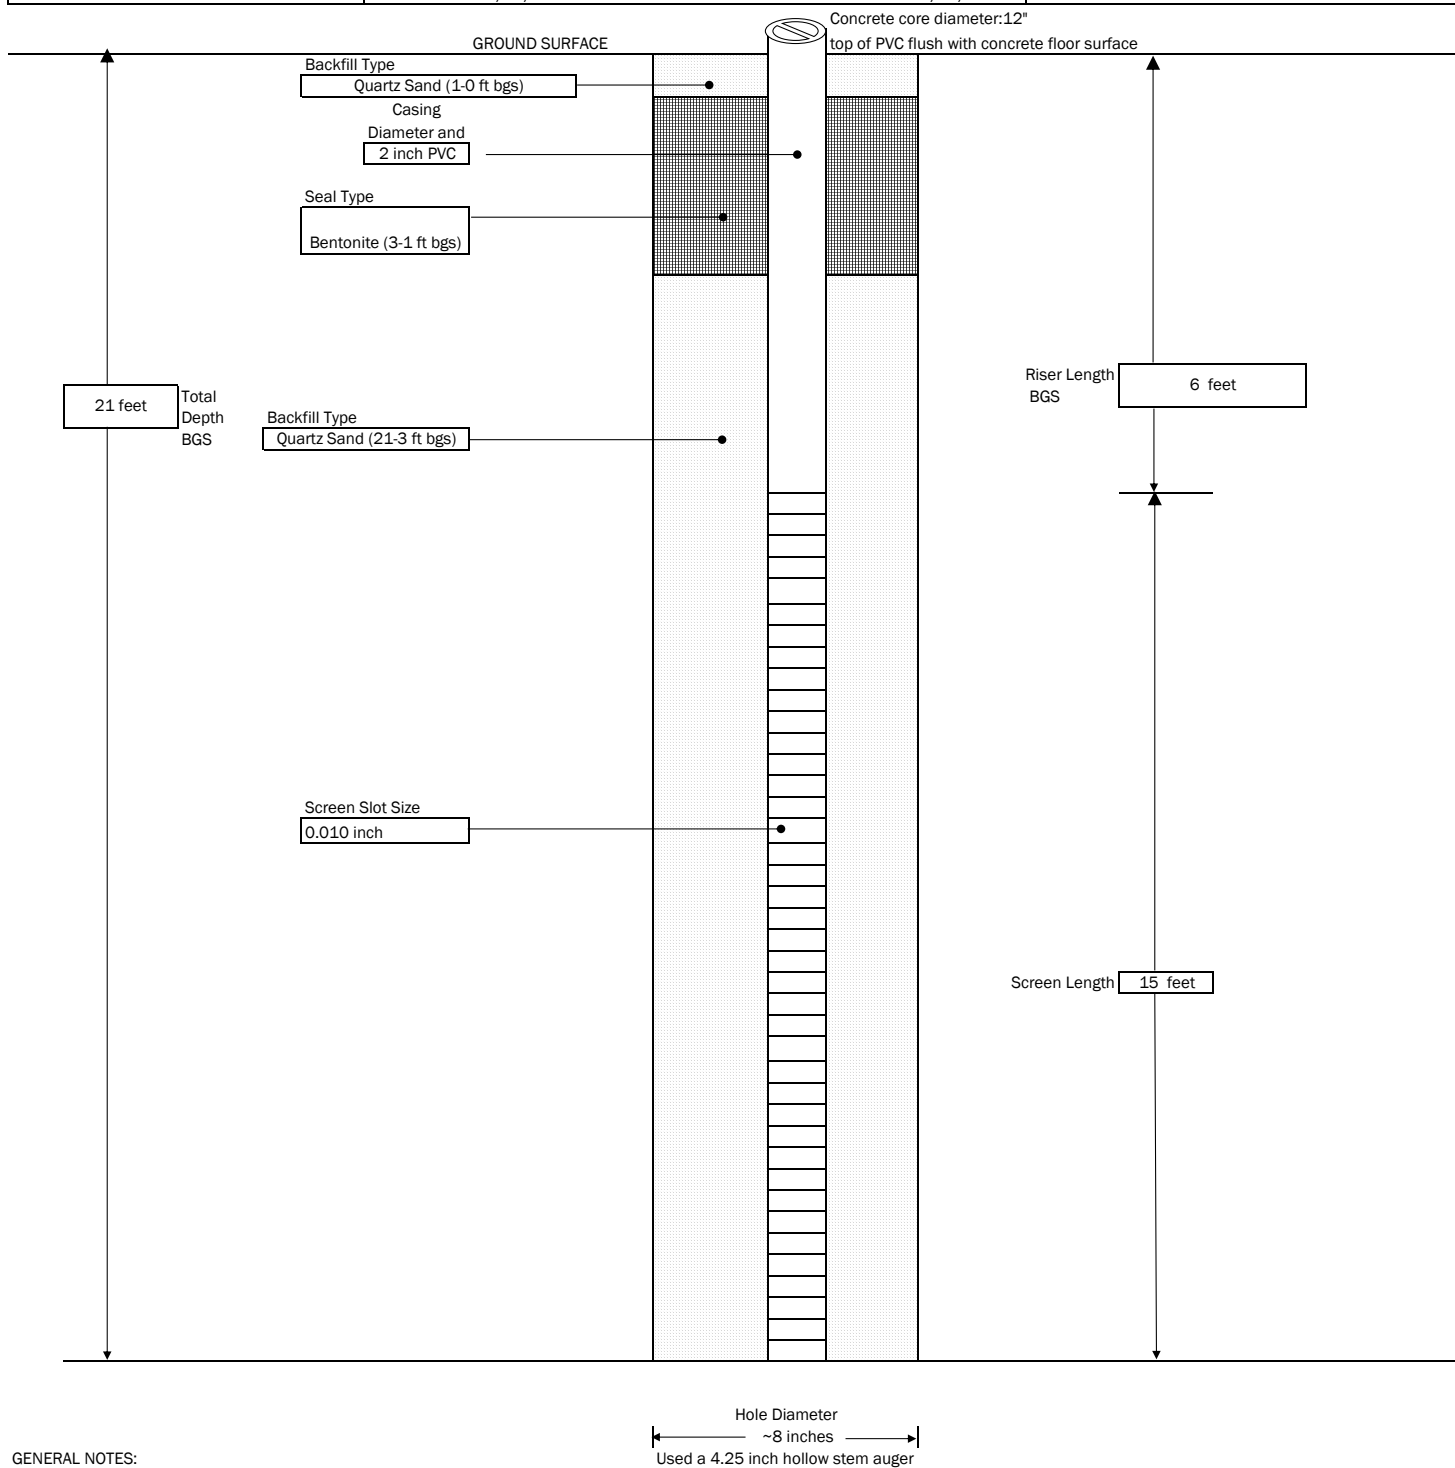 Concrete core diameter:12"
GROUND SURFACE
top of PVC flush with concrete floor surface
Backfill Type
Quartz Sand (1-0 ft bgs)
Casing
Diameter and
2 inch PVC
Seal Type
Bentonite (3-1 ft bgs)
21 feet
Total
Depth
BGS
Backfill Type
Quartz Sand (21-3 ft bgs)
Riser Length
BGS
6 feet
Screen Slot Size
0.010 inch
Screen Length
15 feet
Hole Diameter
~8 inches
Used a 4.25 inch hollow stem auger
GENERAL NOTES: